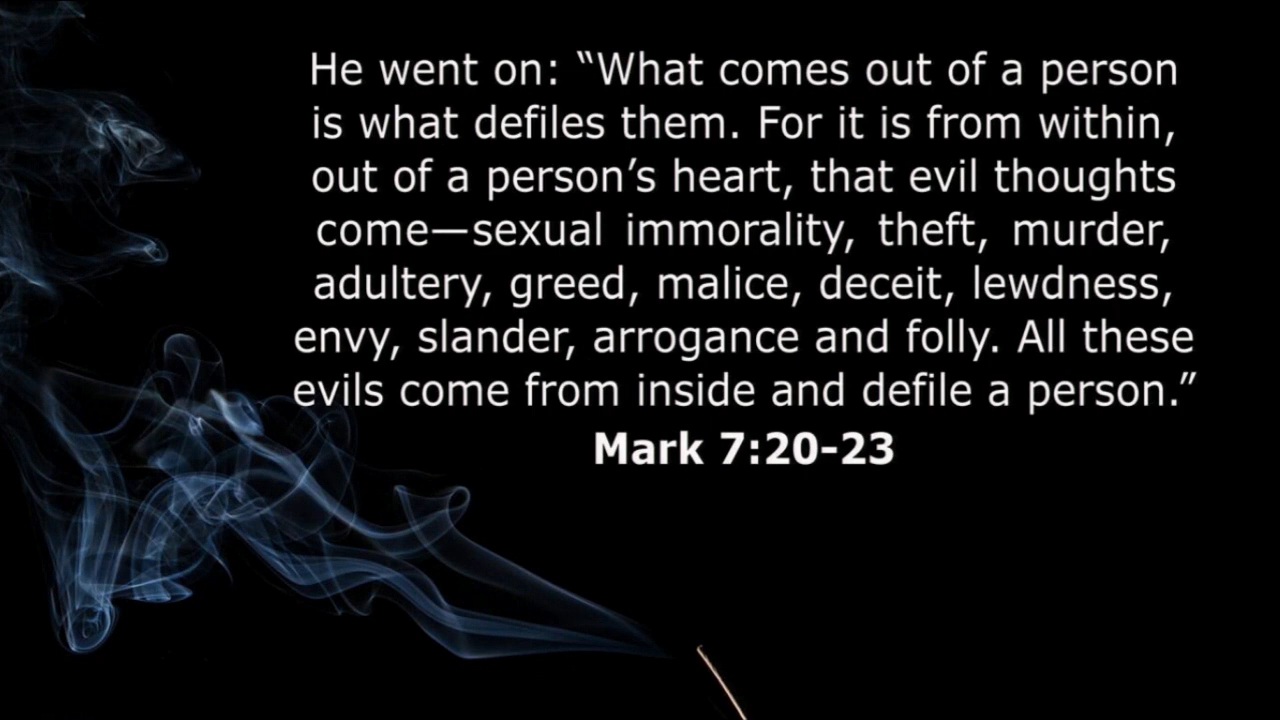 He went on: “What comes out of a person
is what defiles them. For it is from within,
out of a person’s heart, that evil thoughts
come—sexual immorality, theft, murder,
adultery, greed, malice, deceit, lewdness,
envy, slander, arrogance and folly. All these
evils come from inside and defile a person.”
Mark 7:20-23